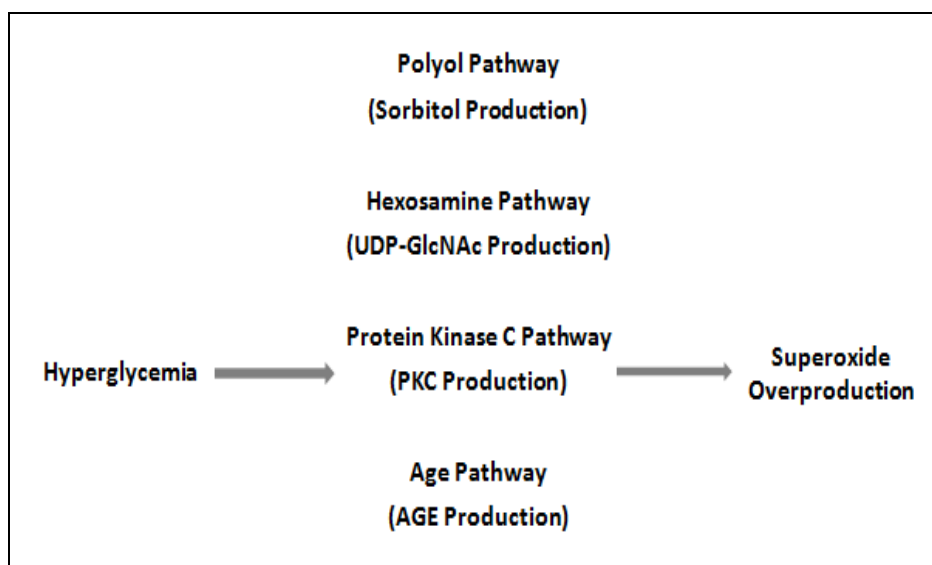 Polyol Pathway
(Sorbitol Production)
Hexosamine Pathway
(UDP-GlcNAc Production)
Hyperglycemia
Protein Kinase C Pathway
(PKC Production)
Superoxide
Overproduction
Age Pathway
(AGE Production)